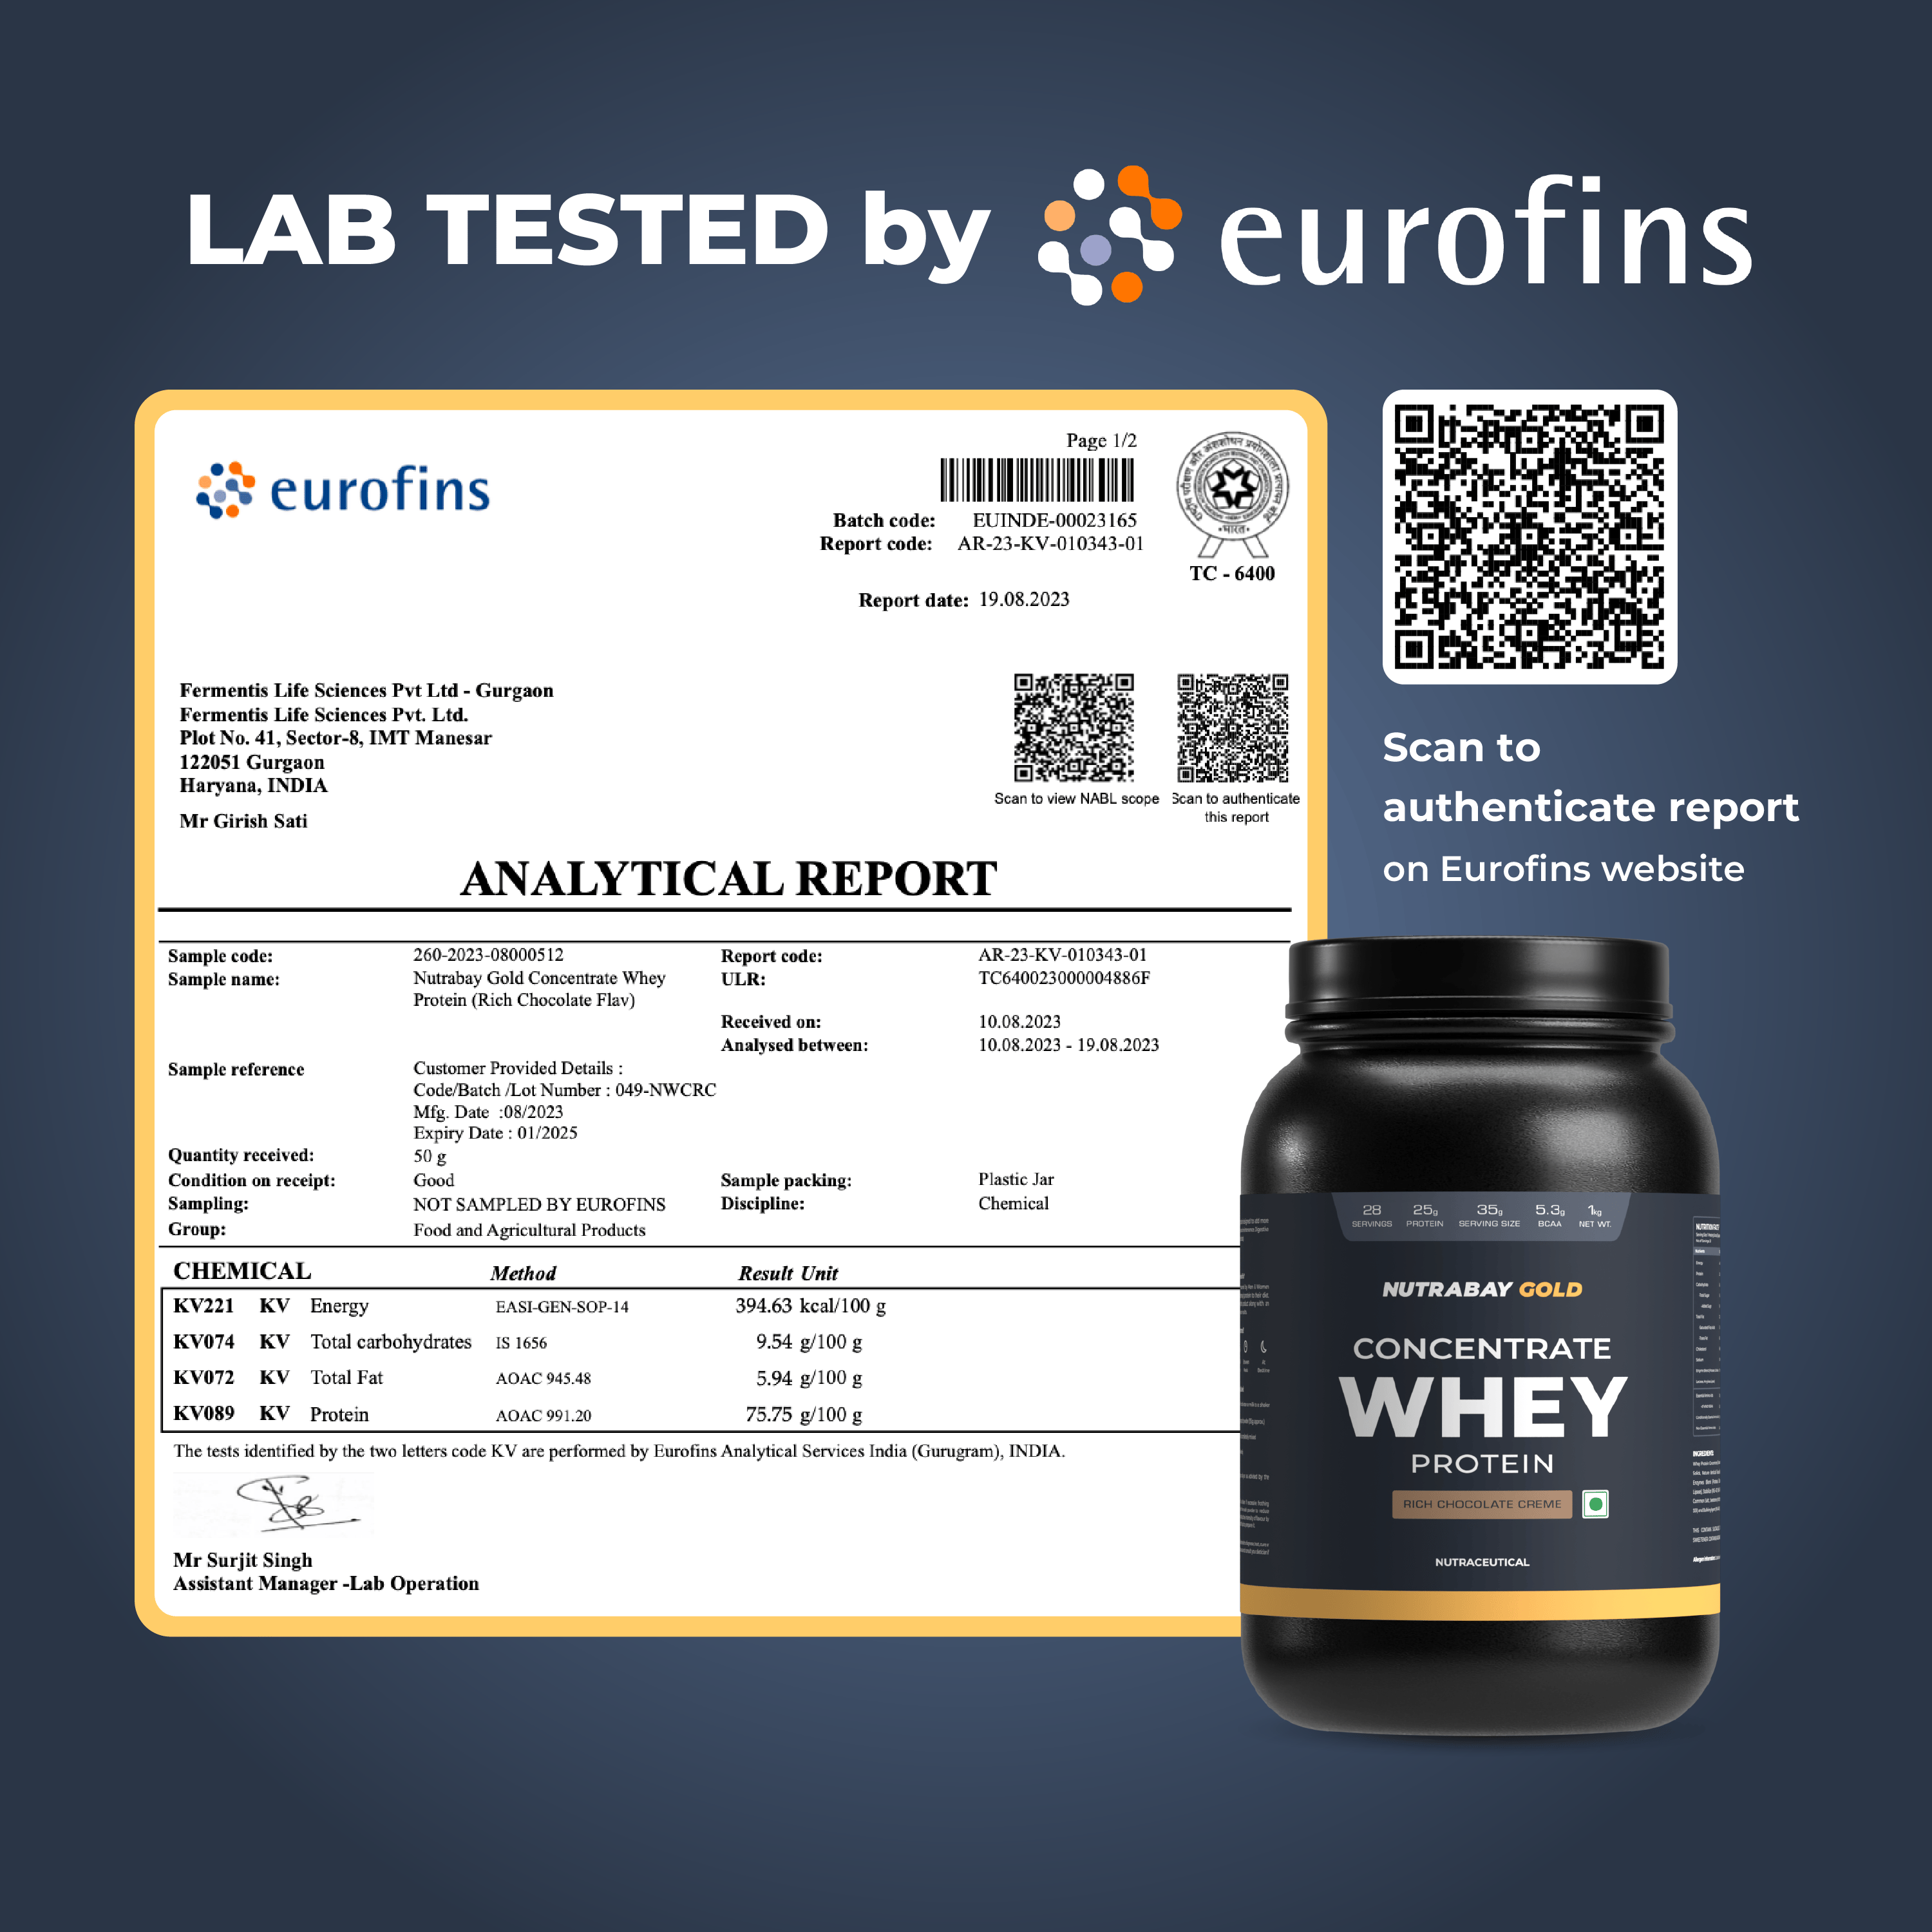 LAB TESTED by eurofins
eurofins
Page 1/2
Batch code: EUINDE-00023165
Report code: AR-23-KV-010343-01
TC - 6400
Report date: 19.08.2023
Fermentis Life Sciences Pvt Ltd - Gurgaon
Fermentis Life Sciences Pvt. Ltd.
Plot No. 41, Sector-8, IMT Manesar
122051 Gurgaon
Haryana, INDIA
Mr Girish Sati
Scan to view NABL scope
Scan to authenticate
this report
ANALYTICAL REPORT
Sample code: 260-2023-08000512 Report code: AR-23-KV-010343-01
Sample name: Nutrabay Gold Concentrate Whey ULR: TC640023000004886F
Protein (Rich Chocolate Flav)
Received on: 10.08.2023
Analysed between: 10.08.2023 - 19.08.2023
Sample reference Customer Provided Details :
Code/Batch /Lot Number : 049-NWCRC
Mfg. Date :08/2023
Expiry Date : 01/2025
Quantity received: 50 g
Condition on receipt: Good Sample packing: Plastic Jar
Sampling: NOT SAMPLED BY EUROFINS Discipline: Chemical
Group: Food and Agricultural Products
CHEMICAL Method Result Unit
KV221 KV Energy EASI-GEN-SOP-14 394.63 kcal/100 g
KV074 KV Total carbohydrates IS 1656 9.54 g/100 g
KV072 KV Total Fat AOAC 945.48 5.94 g/100 g
KV089 KV Protein AOAC 991.20 75.75 g/100 g
The tests identified by the two letters code KV are performed by Eurofins Analytical Services India (Gurugram), INDIA.
Mr Surjit Singh
Assistant Manager -Lab Operation
Scan to
authenticate report
on Eurofins website
28 25g 35g 5.3g 1kg
SERVINGS PROTEIN SERVING SIZE BCAA NET WT.
NUTRABAY GOLD
CONCENTRATE
WHEY
PROTEIN
RICH CHOCOLATE CREME
NUTRACEUTICAL